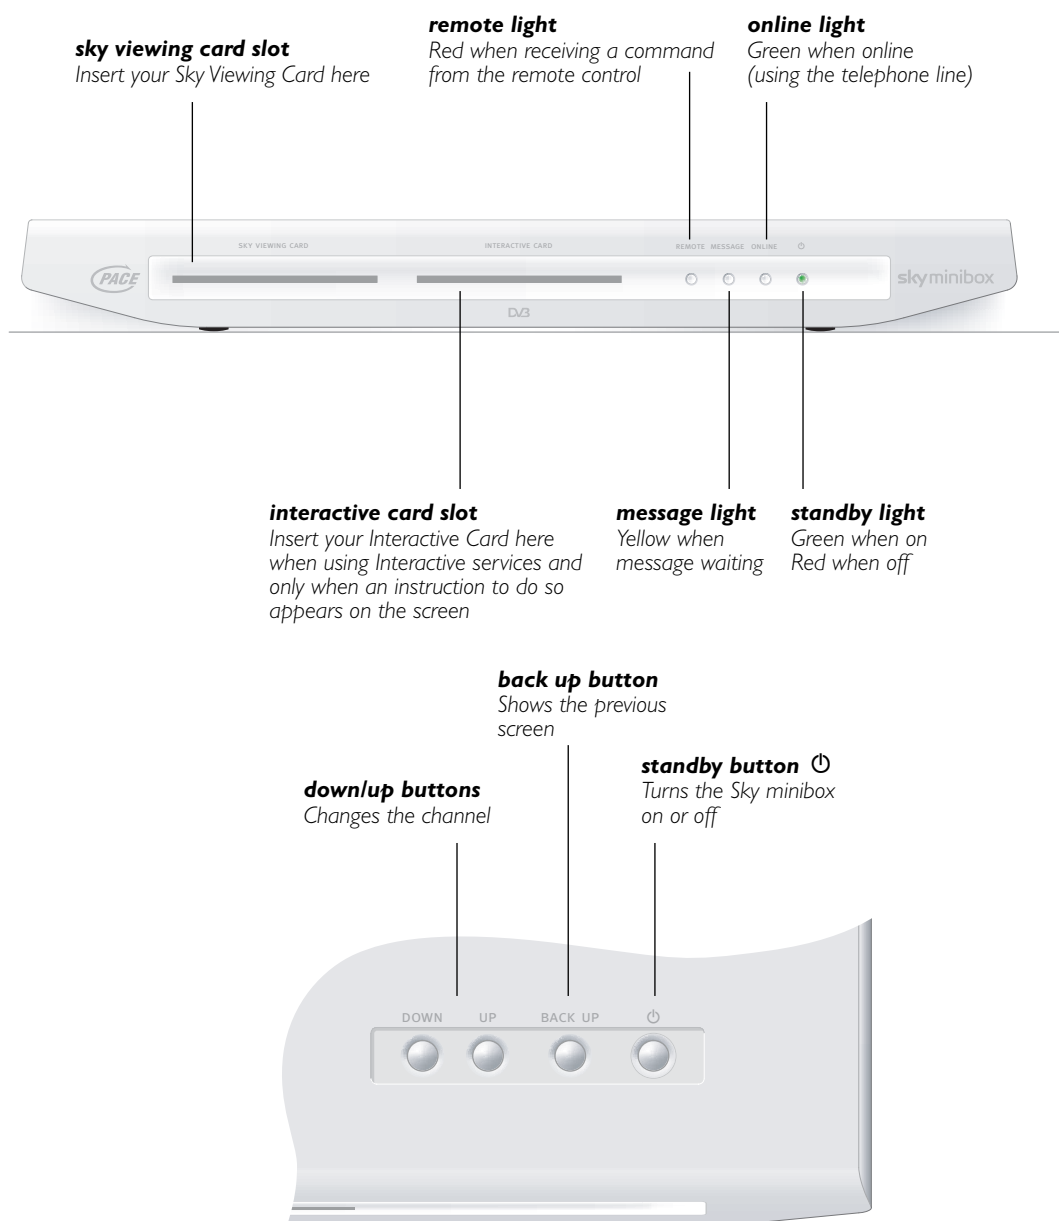 sky viewing card slot
Insert your Sky Viewing Card here
remote light
Red when receiving a command
from the remote control
online light
Green when online
(using the telephone line)
SKY VIEWING CARD
INTERACTIVE CARD
REMOTE MESSAGE ONLINE
PACE
skyminibox
DVB
interactive card slot
Insert your Interactive Card here
when using Interactive services and
only when an instruction to do so
appears on the screen
message light
Yellow when
message waiting
standby light
Green when on
Red when off
back up button
Shows the previous
screen
down/up buttons
Changes the channel
standby button
Turns the Sky minibox
on or off
DOWN UP BACK UP